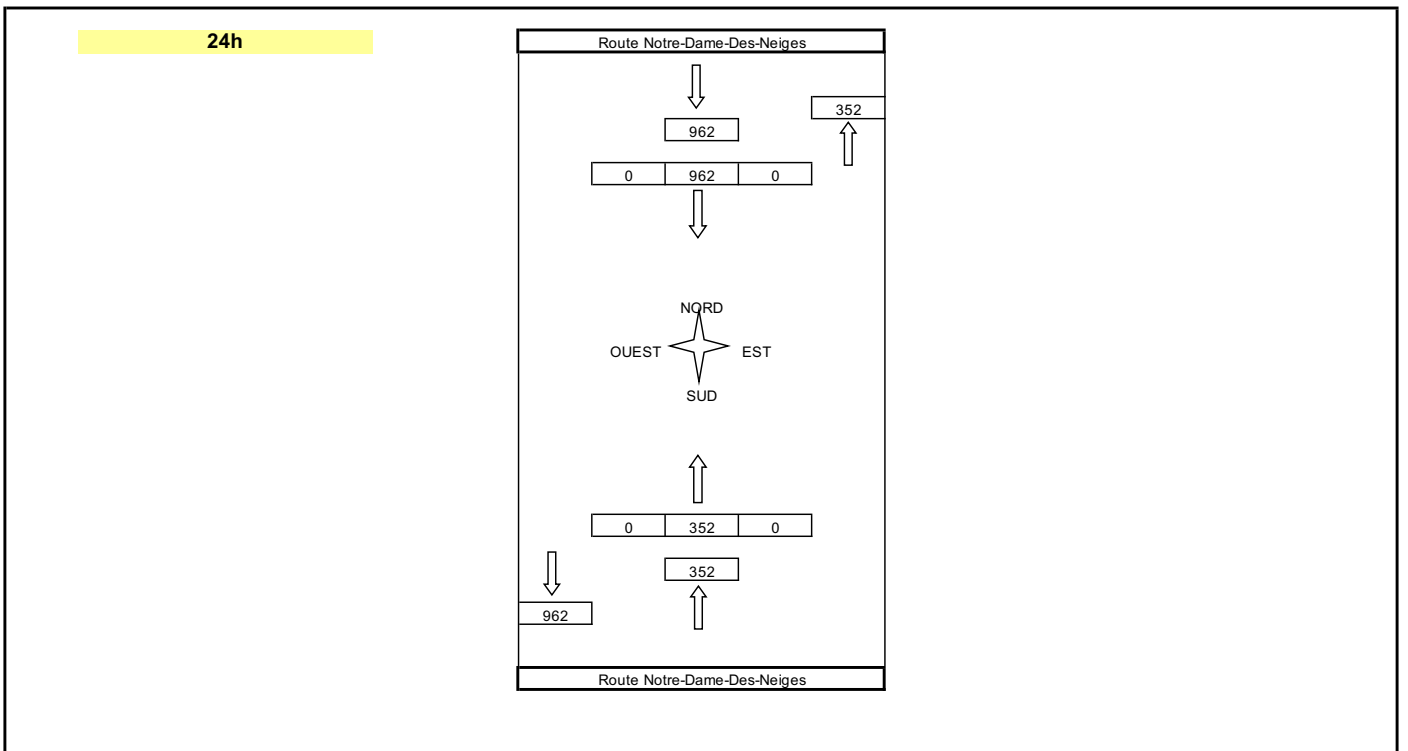 24h
Route Notre-Dame-Des-Neiges
352
962
0 962 0
NORD
OUEST EST
SUD
0 352 0
352
962
Route Notre-Dame-Des-Neiges